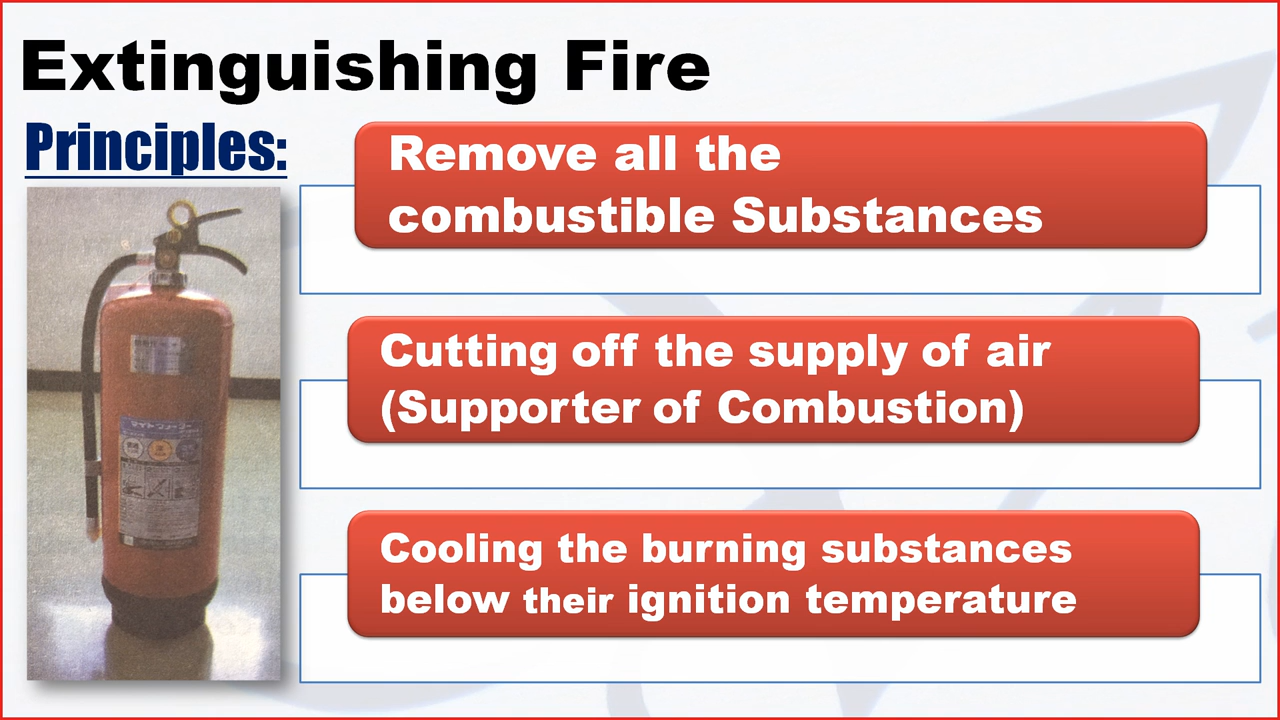 Extinguishing Fire
Principles:
Remove all the
combustible Substances
Cutting off the supply of air
(Supporter of Combustion)
Cooling the burning substances
below their ignition temperature